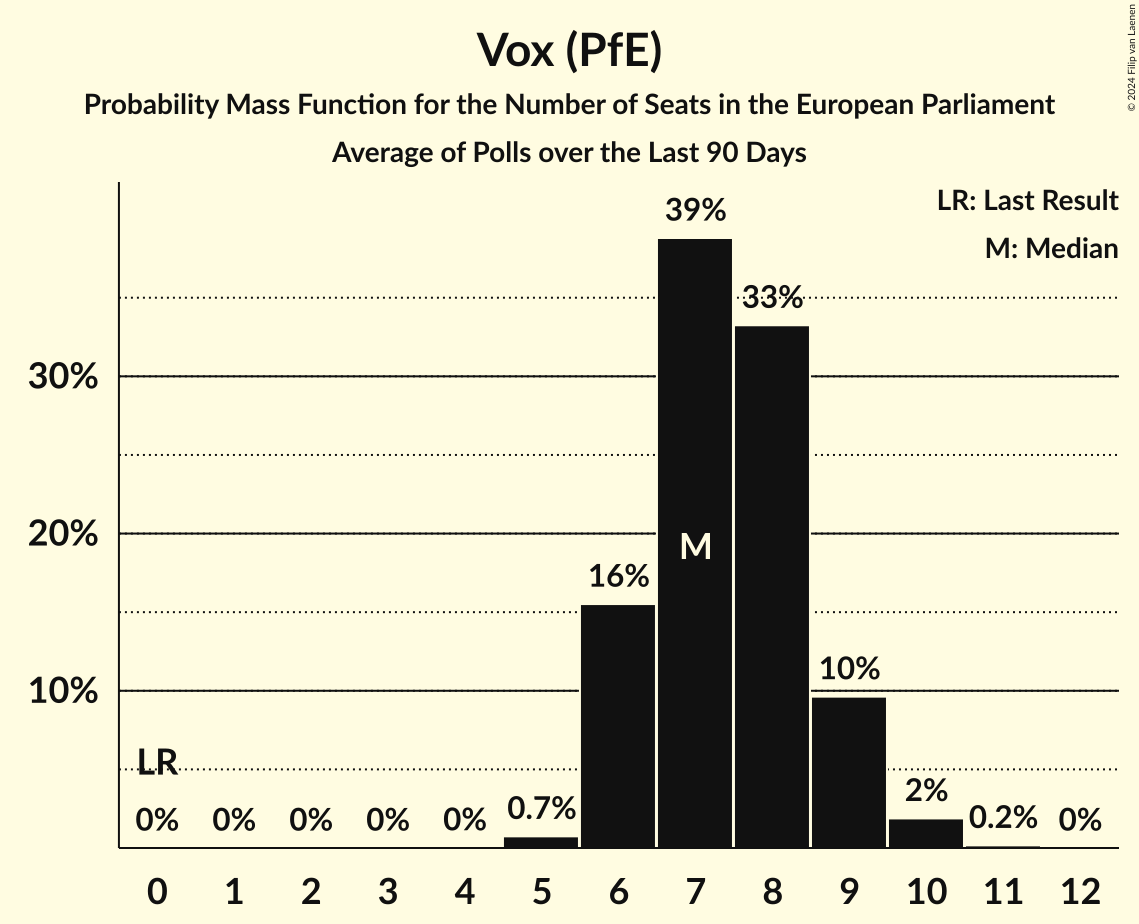 Vox (PfE)
Probability Mass Function for the Number of Seats in the European Parliament
Average of Polls over the Last 90 Days
© 2024 Filip van Laenen
LR: Last Result
M: Median
39%
33%
30%
20%
M
16%
10%
10%
LR
0% 0% 0% 0% 0% 0.7% 2% 0.2% 0%
0 1 2 3 4 5 6 7 8 9 10 11 12